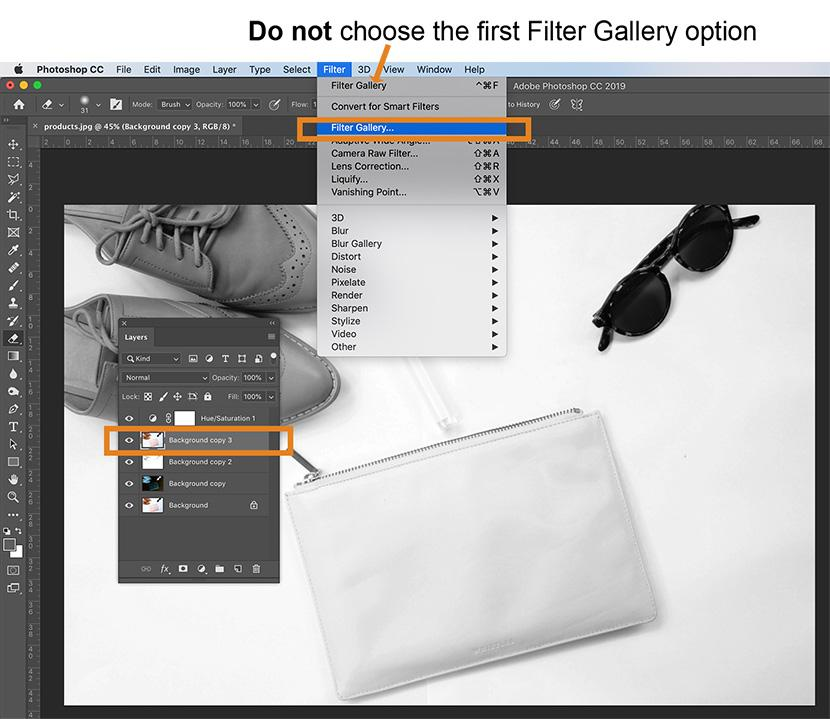 Do not choose the first Filter Gallery option
Photoshop CC File Edit Image Layer Type Select Filter 3D View Window Help
Adobe Photoshop CC 2019
31 Mode: Brush Opacity: 100% Flow: to History
× products.jpg @ 45% (Background copy 3, RGB/8) *
Filter Gallery ^⌘F
Convert for Smart Filters
Filter Gallery...
Adaptive Wide Angle... ⌥⇧⌘A
Camera Raw Filter... ⇧⌘A
Lens Correction... ⇧⌘R
Liquify... ⇧⌘X
Vanishing Point... ⌥⌘V
3D
Blur
Blur Gallery
Distort
Noise
Pixelate
Render
Sharpen
Stylize
Video
Other
Layers
Kind
Normal Opacity: 100%
Lock: Fill: 100%
Hue/Saturation 1
Background copy 3
Background copy 2
Background copy
Background
fx